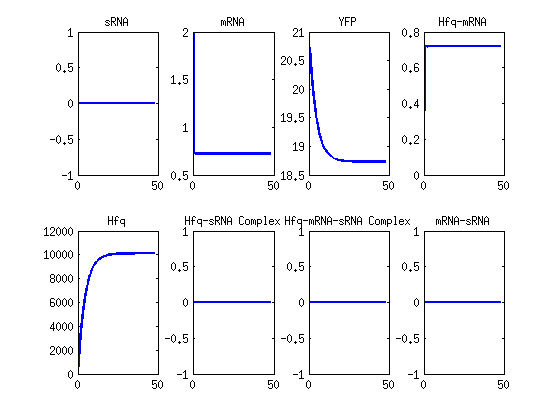 sRNA mRNA YFP Hfq-mRNA
1 2 21 0.8
20.5
0.5 0.6
1.5 20
0 19.5 0.4
1
-0.5 19 0.2
-1 0.5 18.5 0
0 50 0 50 0 50 0 50
Hfq Hfq-sRNA Complex Hfq-mRNA-sRNA Complex mRNA-sRNA
12000 1 1 1
10000
0.5 0.5 0.5
8000
6000 0 0 0
4000
-0.5 -0.5 -0.5
2000
0 -1 -1 -1
0 50 0 50 0 50 0 50